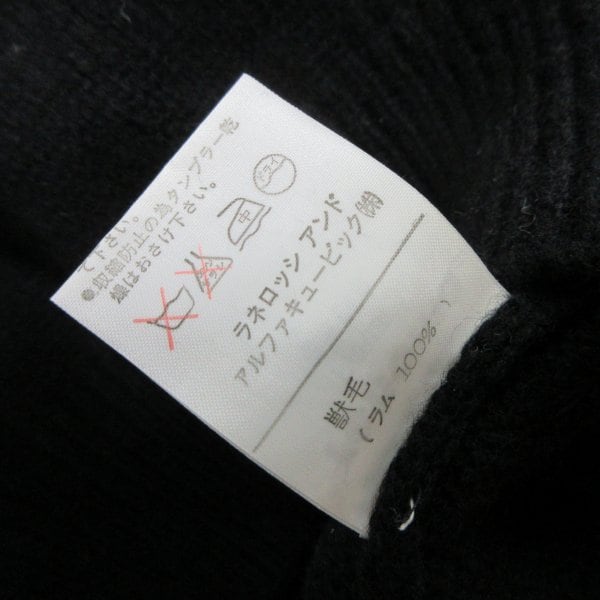 獣毛
(ラム 100% )
ラネロッシ アンド
アルファキュービック㈱
ドライ
中
て下さい。
●収縮防止の為タンブラー乾
燥はおさけ下さい。